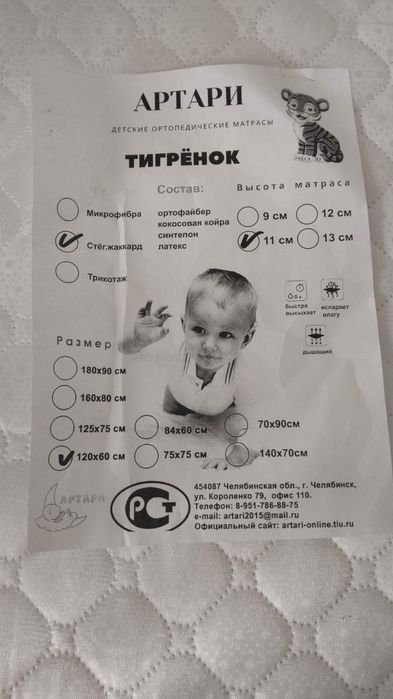 АРТАРИ
ДЕТСКИЕ ОРТОПЕДИЧЕСКИЕ МАТРАСЫ
ТИГРЁНОК
Состав:
Высота матраса
Микрофибра
ортофайбер
9 см
12 см
кокосовая койра
Стёг.жаккард
синтепон
11 см
13 см
латекс
Трикотаж
быстро
высыхает
испаряет
влагу
дышащий
Размер
180х90 см
160х80 см
125х75 см
84х60 см
70х90см
120х60 см
75х75 см
140х70см
АРТАРИ
РСТ
454087 Челябинская обл., г. Челябинск,
ул. Короленко 79, офис 110.
Телефон: 8-951-786-88-75
e-mail: artari2015@mail.ru
Официальный сайт: artari-online.tiu.ru